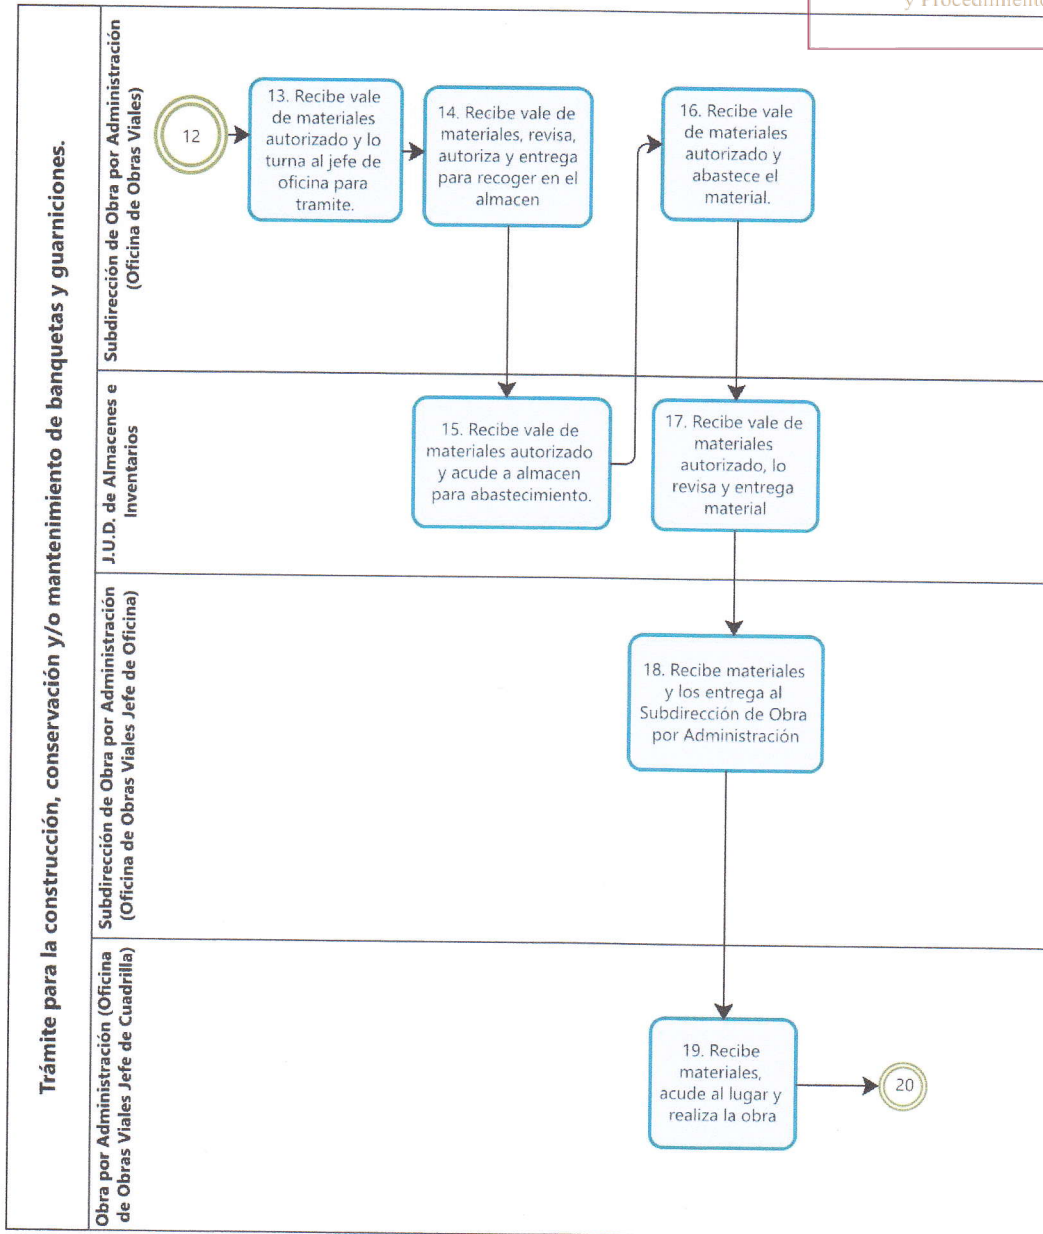 y Procedimiento
Trámite para la construcción, conservación y/o mantenimiento de banquetas y guarniciones.
Subdirección de Obra por Administración
(Oficina de Obras Viales)
12
13. Recibe vale
de materiales
autorizado y lo
turna al jefe de
oficina para
tramite.
14. Recibe vale de
materiales, revisa,
autoriza y entrega
para recoger en el
almacen
16. Recibe vale
de materiales
autorizado y
abastece el
material.
J.U.D. de Almacenes e
Inventarios
15. Recibe vale de
materiales autorizado
y acude a almacen
para abastecimiento.
17. Recibe vale de
materiales
autorizado, lo
revisa y entrega
material
Subdirección de Obra por Administración
(Oficina de Obras Viales Jefe de Oficina)
18. Recibe materiales
y los entrega al
Subdirección de Obra
por Administración
Obra por Administración (Oficina
de Obras Viales Jefe de Cuadrilla)
19. Recibe
materiales,
acude al lugar y
realiza la obra
20